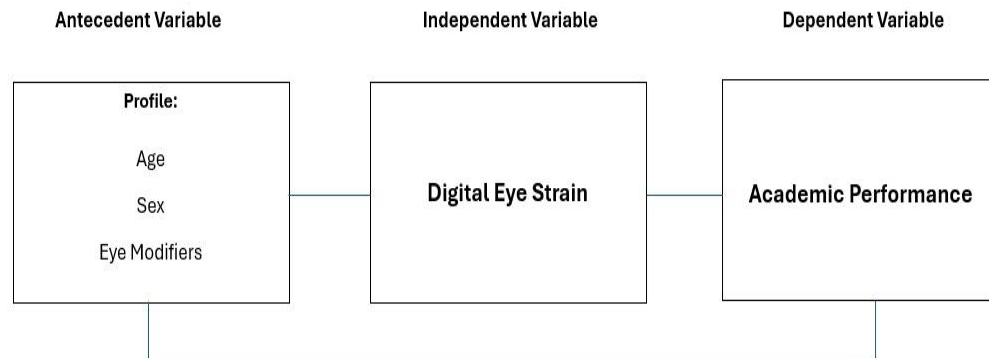 Antecedent Variable
Independent Variable
Dependent Variable
Profile:
Age
Sex
Eye Modifiers
Digital Eye Strain
Academic Performance